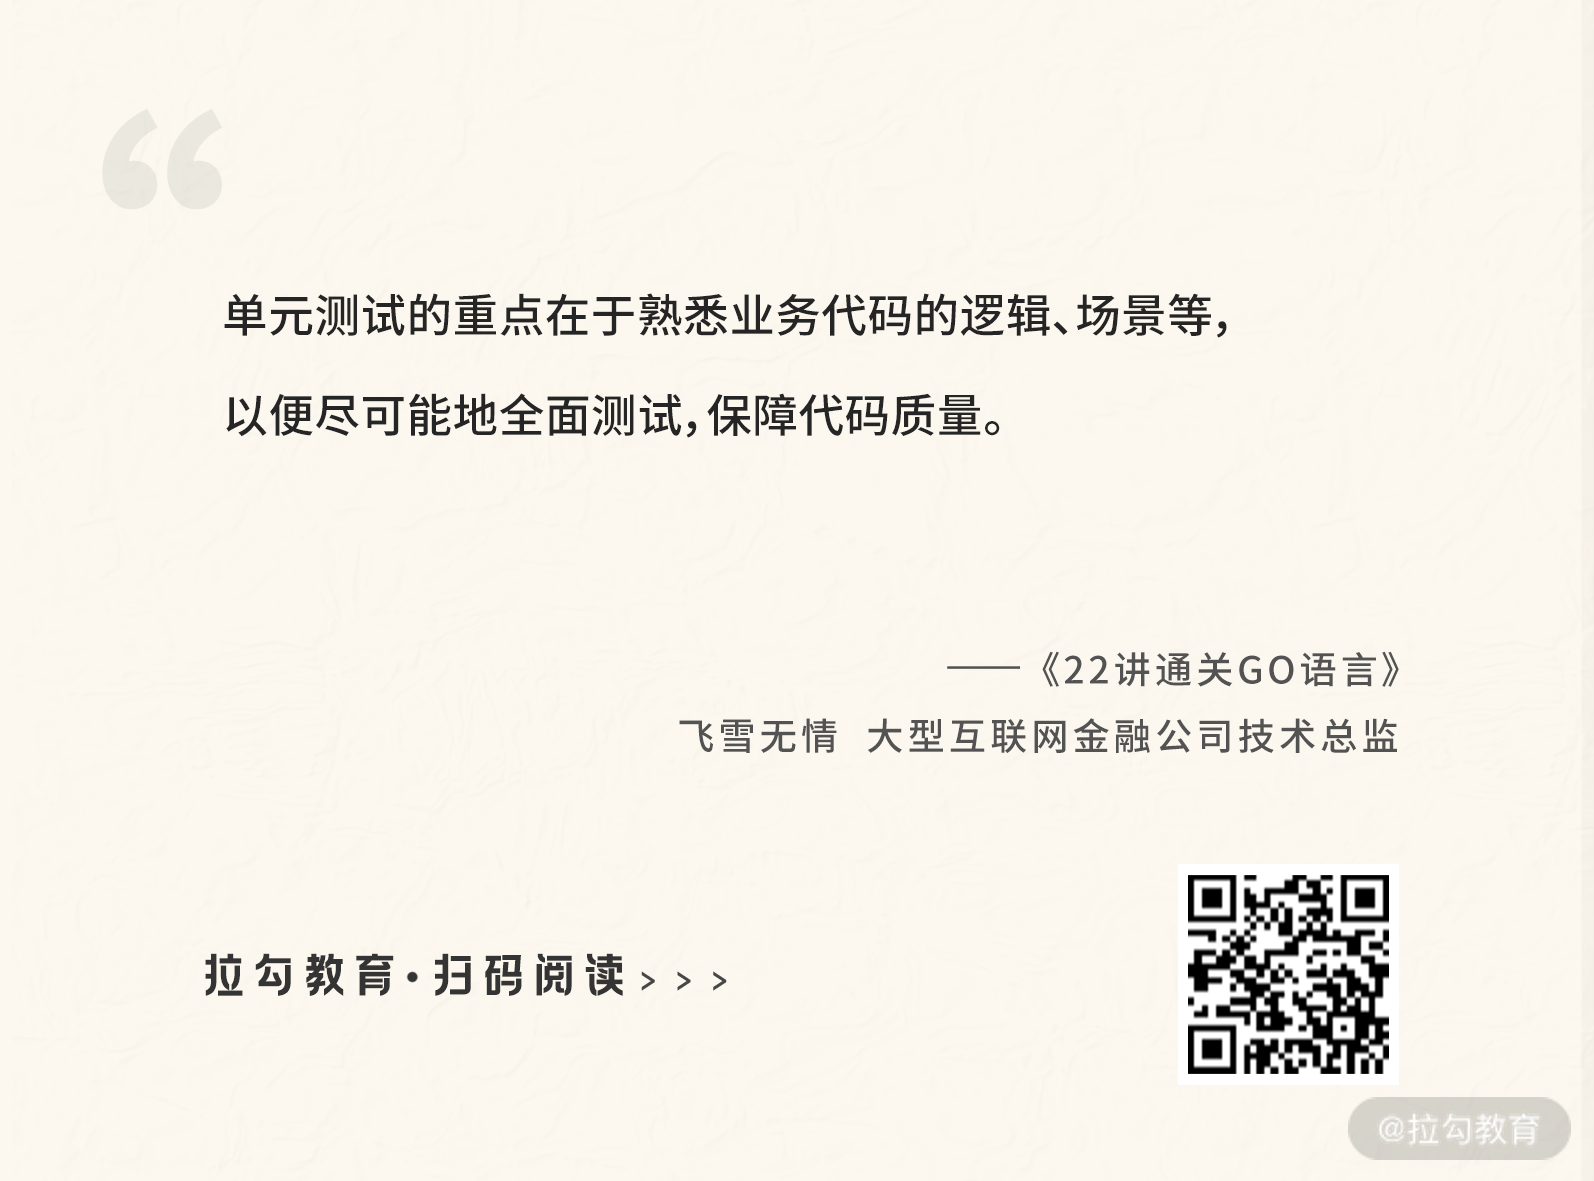 “
单元测试的重点在于熟悉业务代码的逻辑、场景等，
以便尽可能地全面测试，保障代码质量。
——《22讲通关GO语言》
飞雪无情 大型互联网金融公司技术总监
拉勾教育·扫码阅读>>>
@拉勾教育